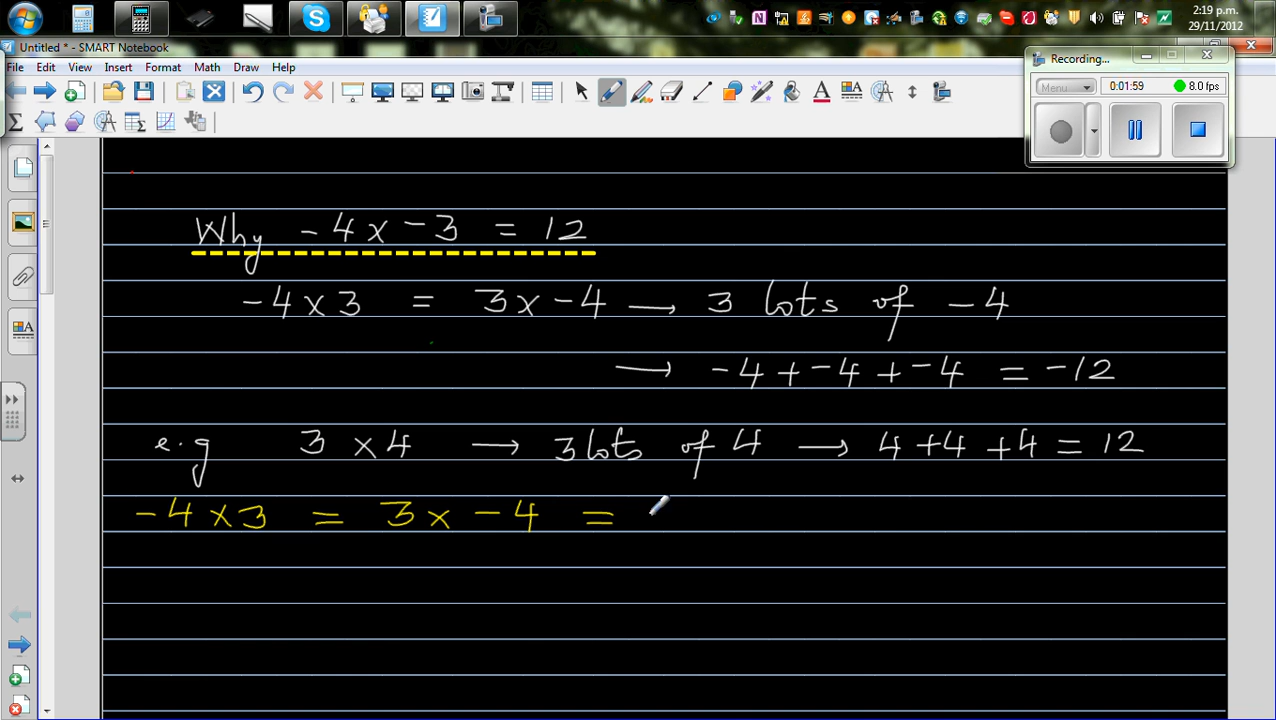 2:19 p.m.
29/11/2012
Untitled * - SMART Notebook
File Edit View Insert Format Math Draw Help
Recording...
Menu 0:01:59 8.0 fps
Why -4 x -3 = 12
-4 x 3 = 3 x -4 → 3 lots of -4
→ -4 + -4 + -4 = -12
e.g 3 x 4 → 3 lots of 4 → 4 + 4 + 4 = 12
-4 x 3 = 3 x -4 =